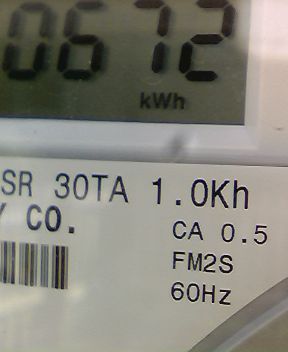 0672
kWh
SR 30TA 1.0Kh
Y CO.
CA 0.5
FM2S
60Hz